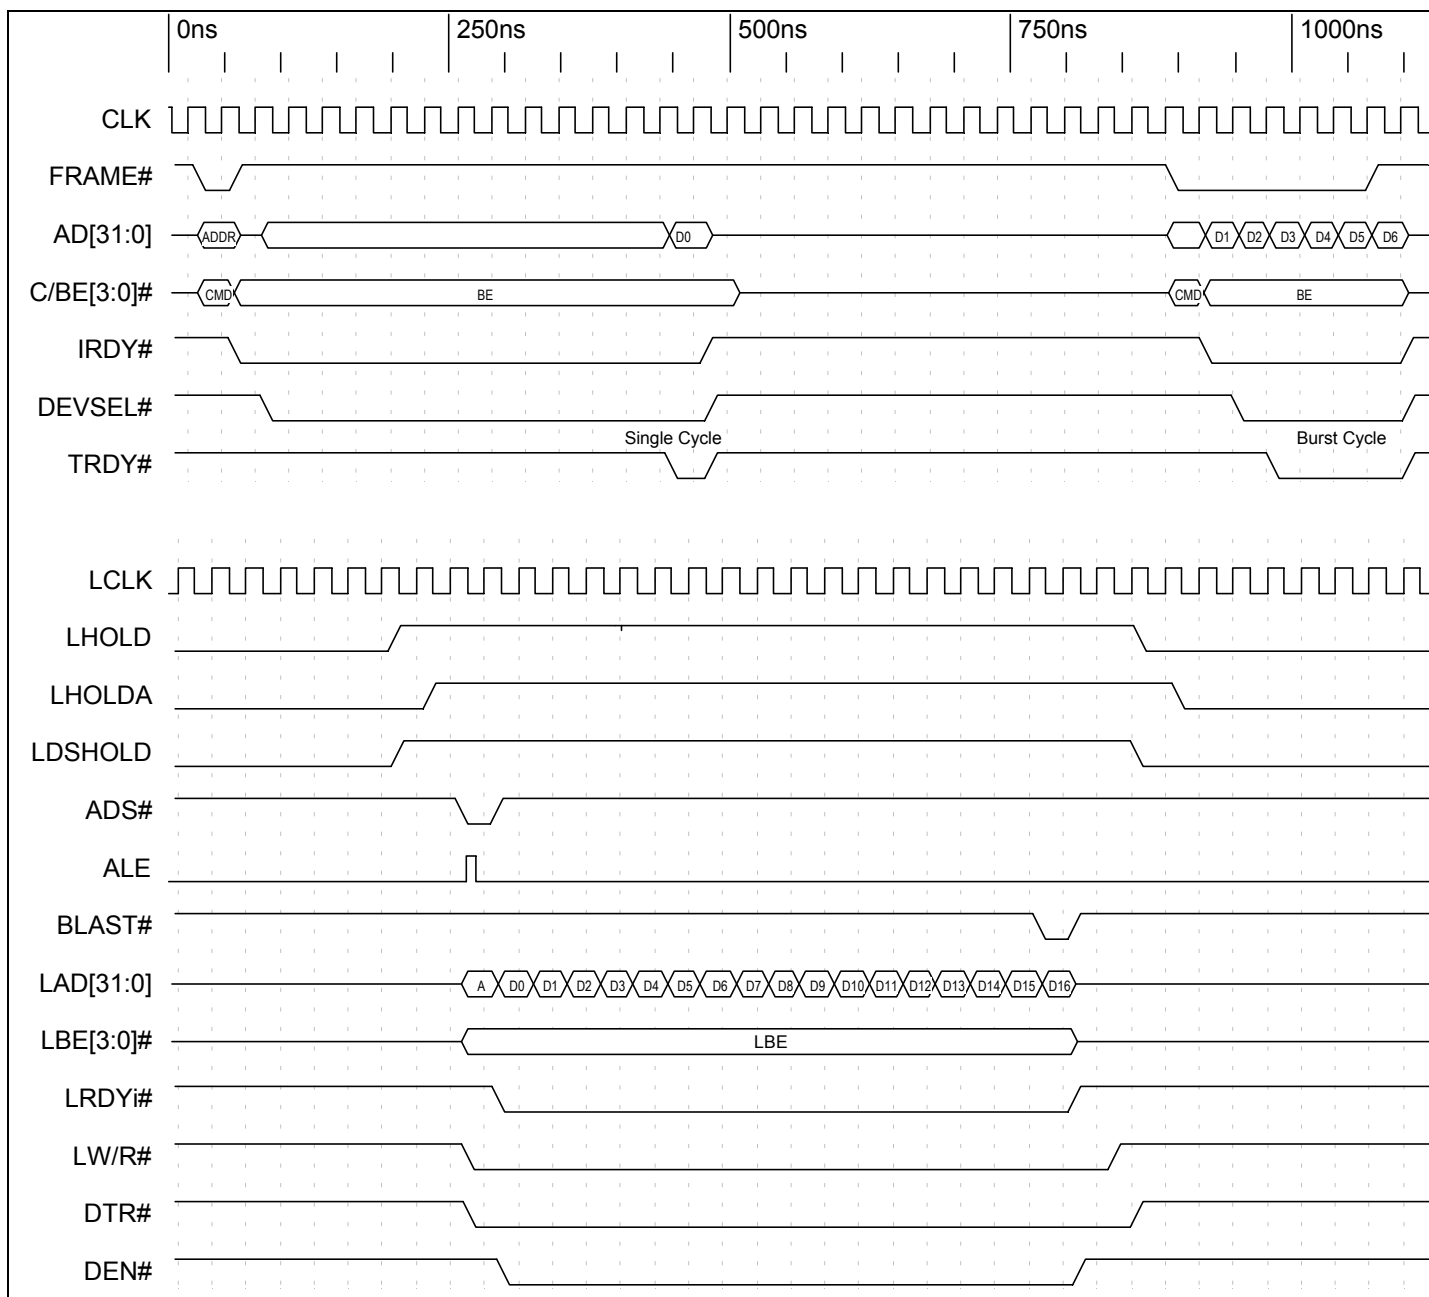 0ns 250ns 500ns 750ns 1000ns
CLK
FRAME#
AD[31:0] ADDR D0 D1 D2 D3 D4 D5 D6
C/BE[3:0]# CMD BE CMD BE
IRDY#
DEVSEL#
Single Cycle Burst Cycle
TRDY#
LCLK
LHOLD
LHOLDA
LDSHOLD
ADS#
ALE
BLAST#
LAD[31:0] A D0 D1 D2 D3 D4 D5 D6 D7 D8 D9 D10 D11 D12 D13 D14 D15 D16
LBE[3:0]# LBE
LRDYi#
LW/R#
DTR#
DEN#